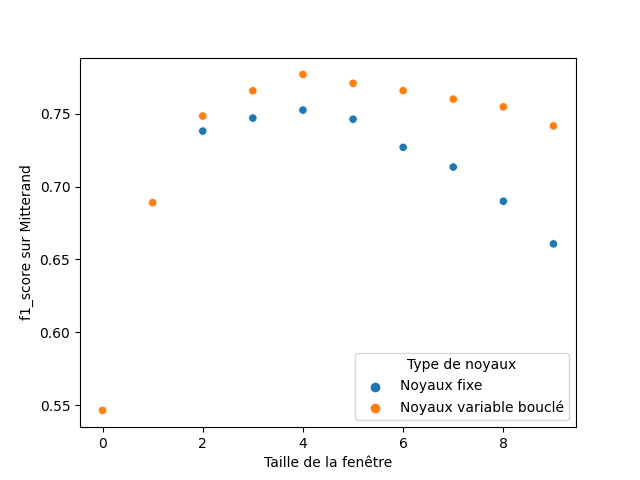 0.75
0.70
0.65
0.60
0.55
f1_score sur Mitterand
0
2
4
6
8
Taille de la fenêtre
Type de noyaux
Noyaux fixe
Noyaux variable bouclé